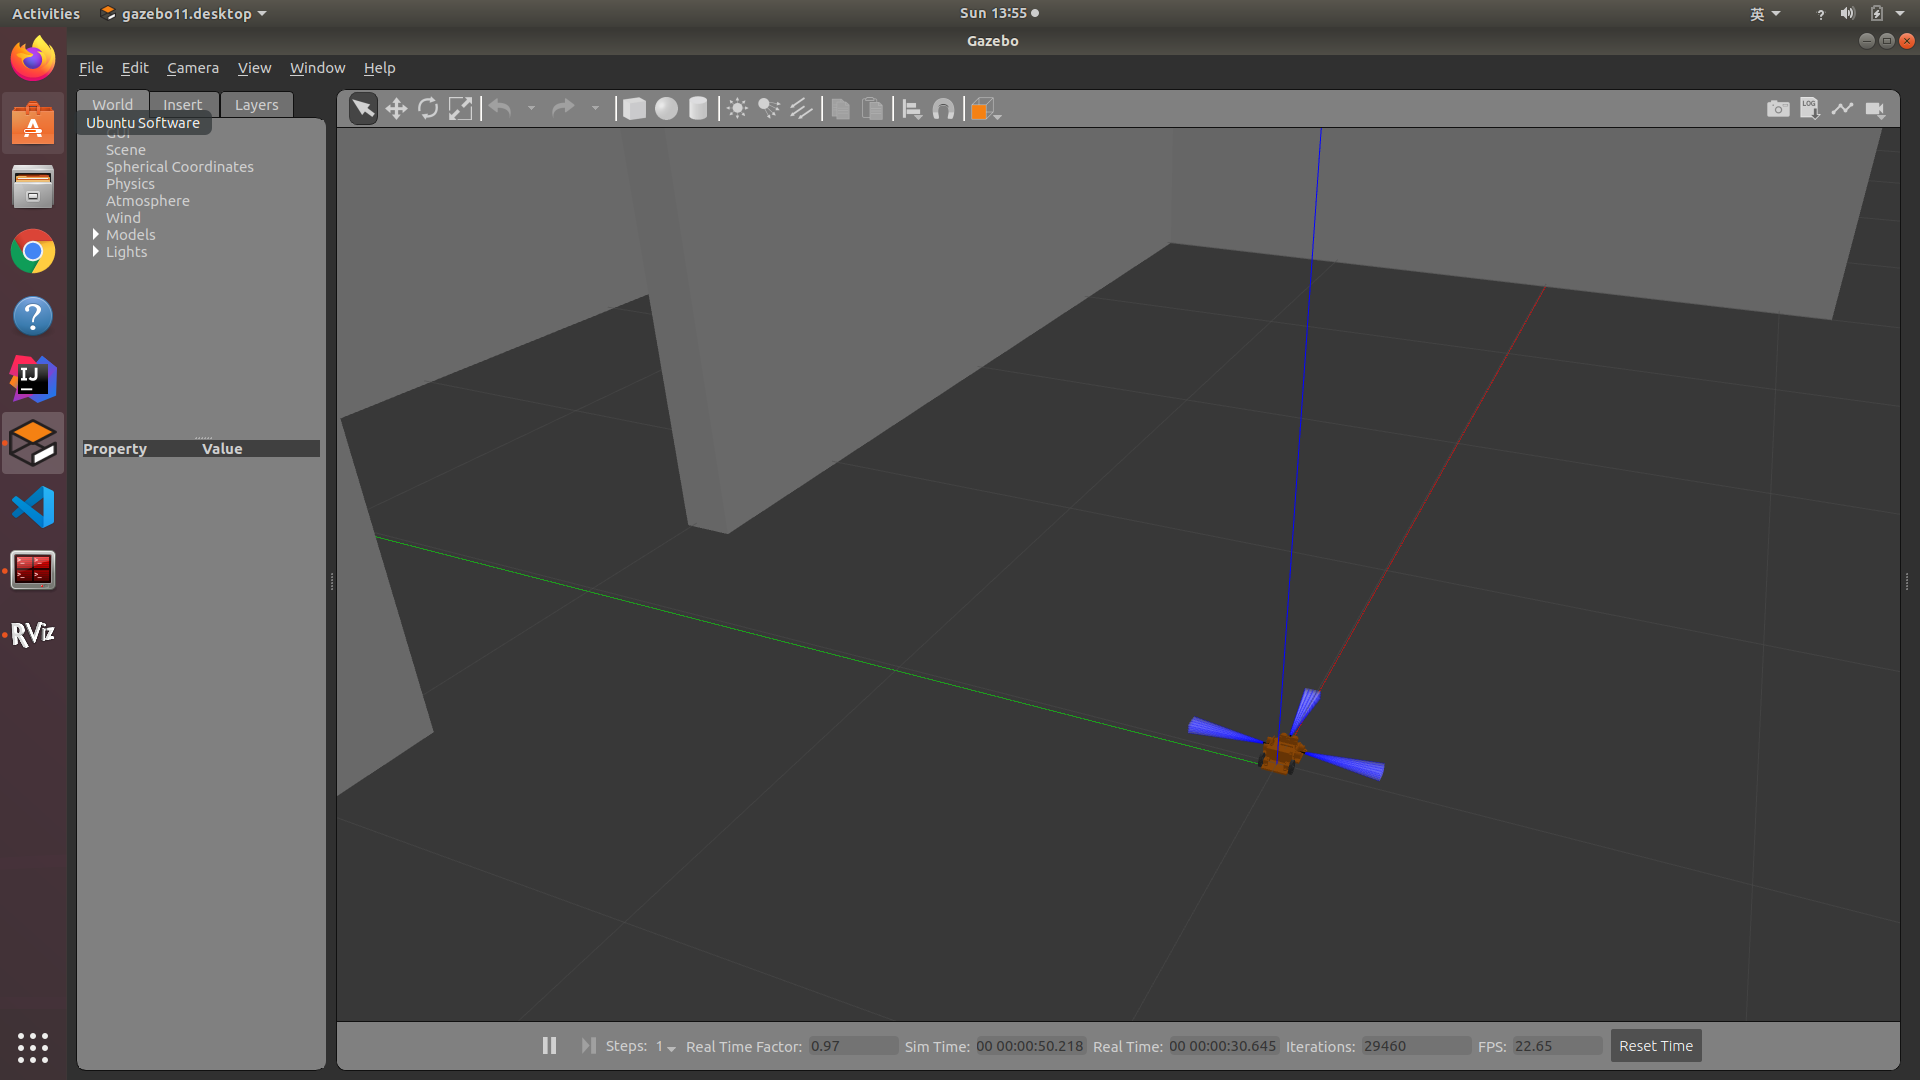 Activities gazebo11.desktop Sun 13:55 英
Gazebo
File Edit Camera View Window Help
World Insert Layers
Ubuntu Software
GUI
Scene
Spherical Coordinates
Physics
Atmosphere
Wind
Models
Lights
Property Value
LOG
A
?
IJ
RViz
Steps: 1 Real Time Factor: 0.97 Sim Time: 00 00:00:50.218 Real Time: 00 00:00:30.645 Iterations: 29460 FPS: 22.65 Reset Time